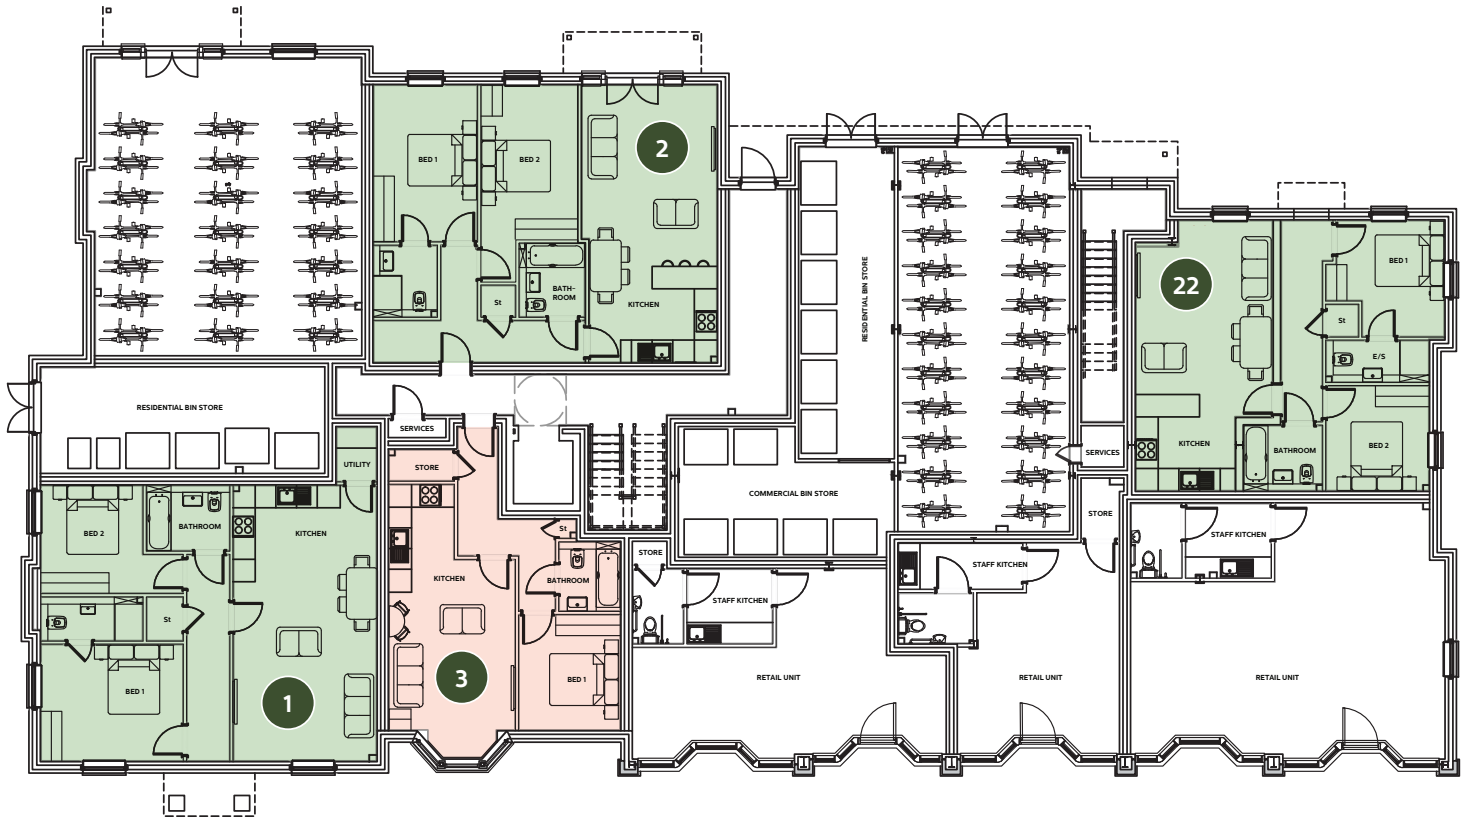 BED 1
BED 2
2
St
BATH-
ROOM
KITCHEN
RESIDENTIAL BIN STORE
22
BED 1
St
E/S
KITCHEN
BATHROOM
BED 2
RESIDENTIAL BIN STORE
SERVICES
UTILITY
STORE
SERVICES
COMMERCIAL BIN STORE
STORE
BED 2
BATHROOM
KITCHEN
St
St
KITCHEN
BATHROOM
STORE
STAFF KITCHEN
STAFF KITCHEN
STAFF KITCHEN
BED 1
1
3
BED 1
RETAIL UNIT
RETAIL UNIT
RETAIL UNIT